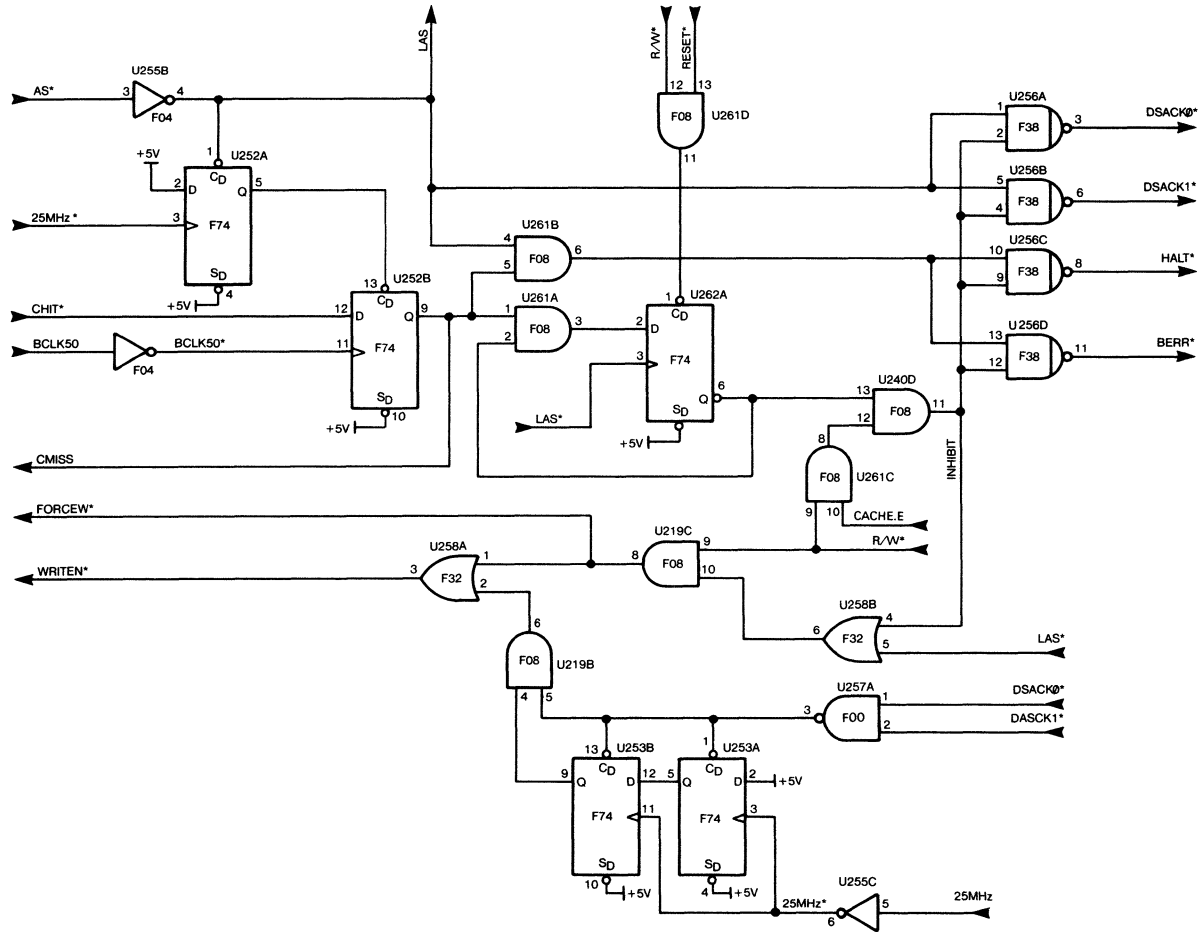 LAS
R/W*
RESET*
U255B
AS*
3
4
F04
12
13
F08
U261D
11
U256A
1
2
F38
3
DSACKØ*
+5V
1
U252A
CD
2
D
Q
5
25MHz *
3
F74
SD
4
+5V
U256B
5
4
F38
6
DSACK1*
U261B
4
5
F08
6
U256C
10
9
F38
8
HALT*
13
U252B
CD
CHIT*
12
D
Q
9
U261A
1
2
F08
3
1
U262A
CD
2
D
U256D
13
12
F38
11
BERR*
BCLK50
F04
BCLK50*
11
F74
SD
10
+5V
3
F74
Q
6
SD
+5V
LAS*
U240D
13
12
F08
11
8
F08
U261C
9
10
CACHE.E
INHIBIT
CMISS
FORCEW*
U219C
8
F08
9
10
R/W*
U258A
WRITEN*
3
F32
1
2
U258B
6
F32
4
5
LAS*
6
F08
U219B
4
5
U257A
3
F00
1
2
DSACKØ*
DASCK1*
13
U253B
CD
9
Q
D
12
F74
11
SD
10
+5V
1
U253A
CD
5
Q
D
2
+5V
F74
3
SD
4
+5V
U255C
25MHz*
6
5
25MHz